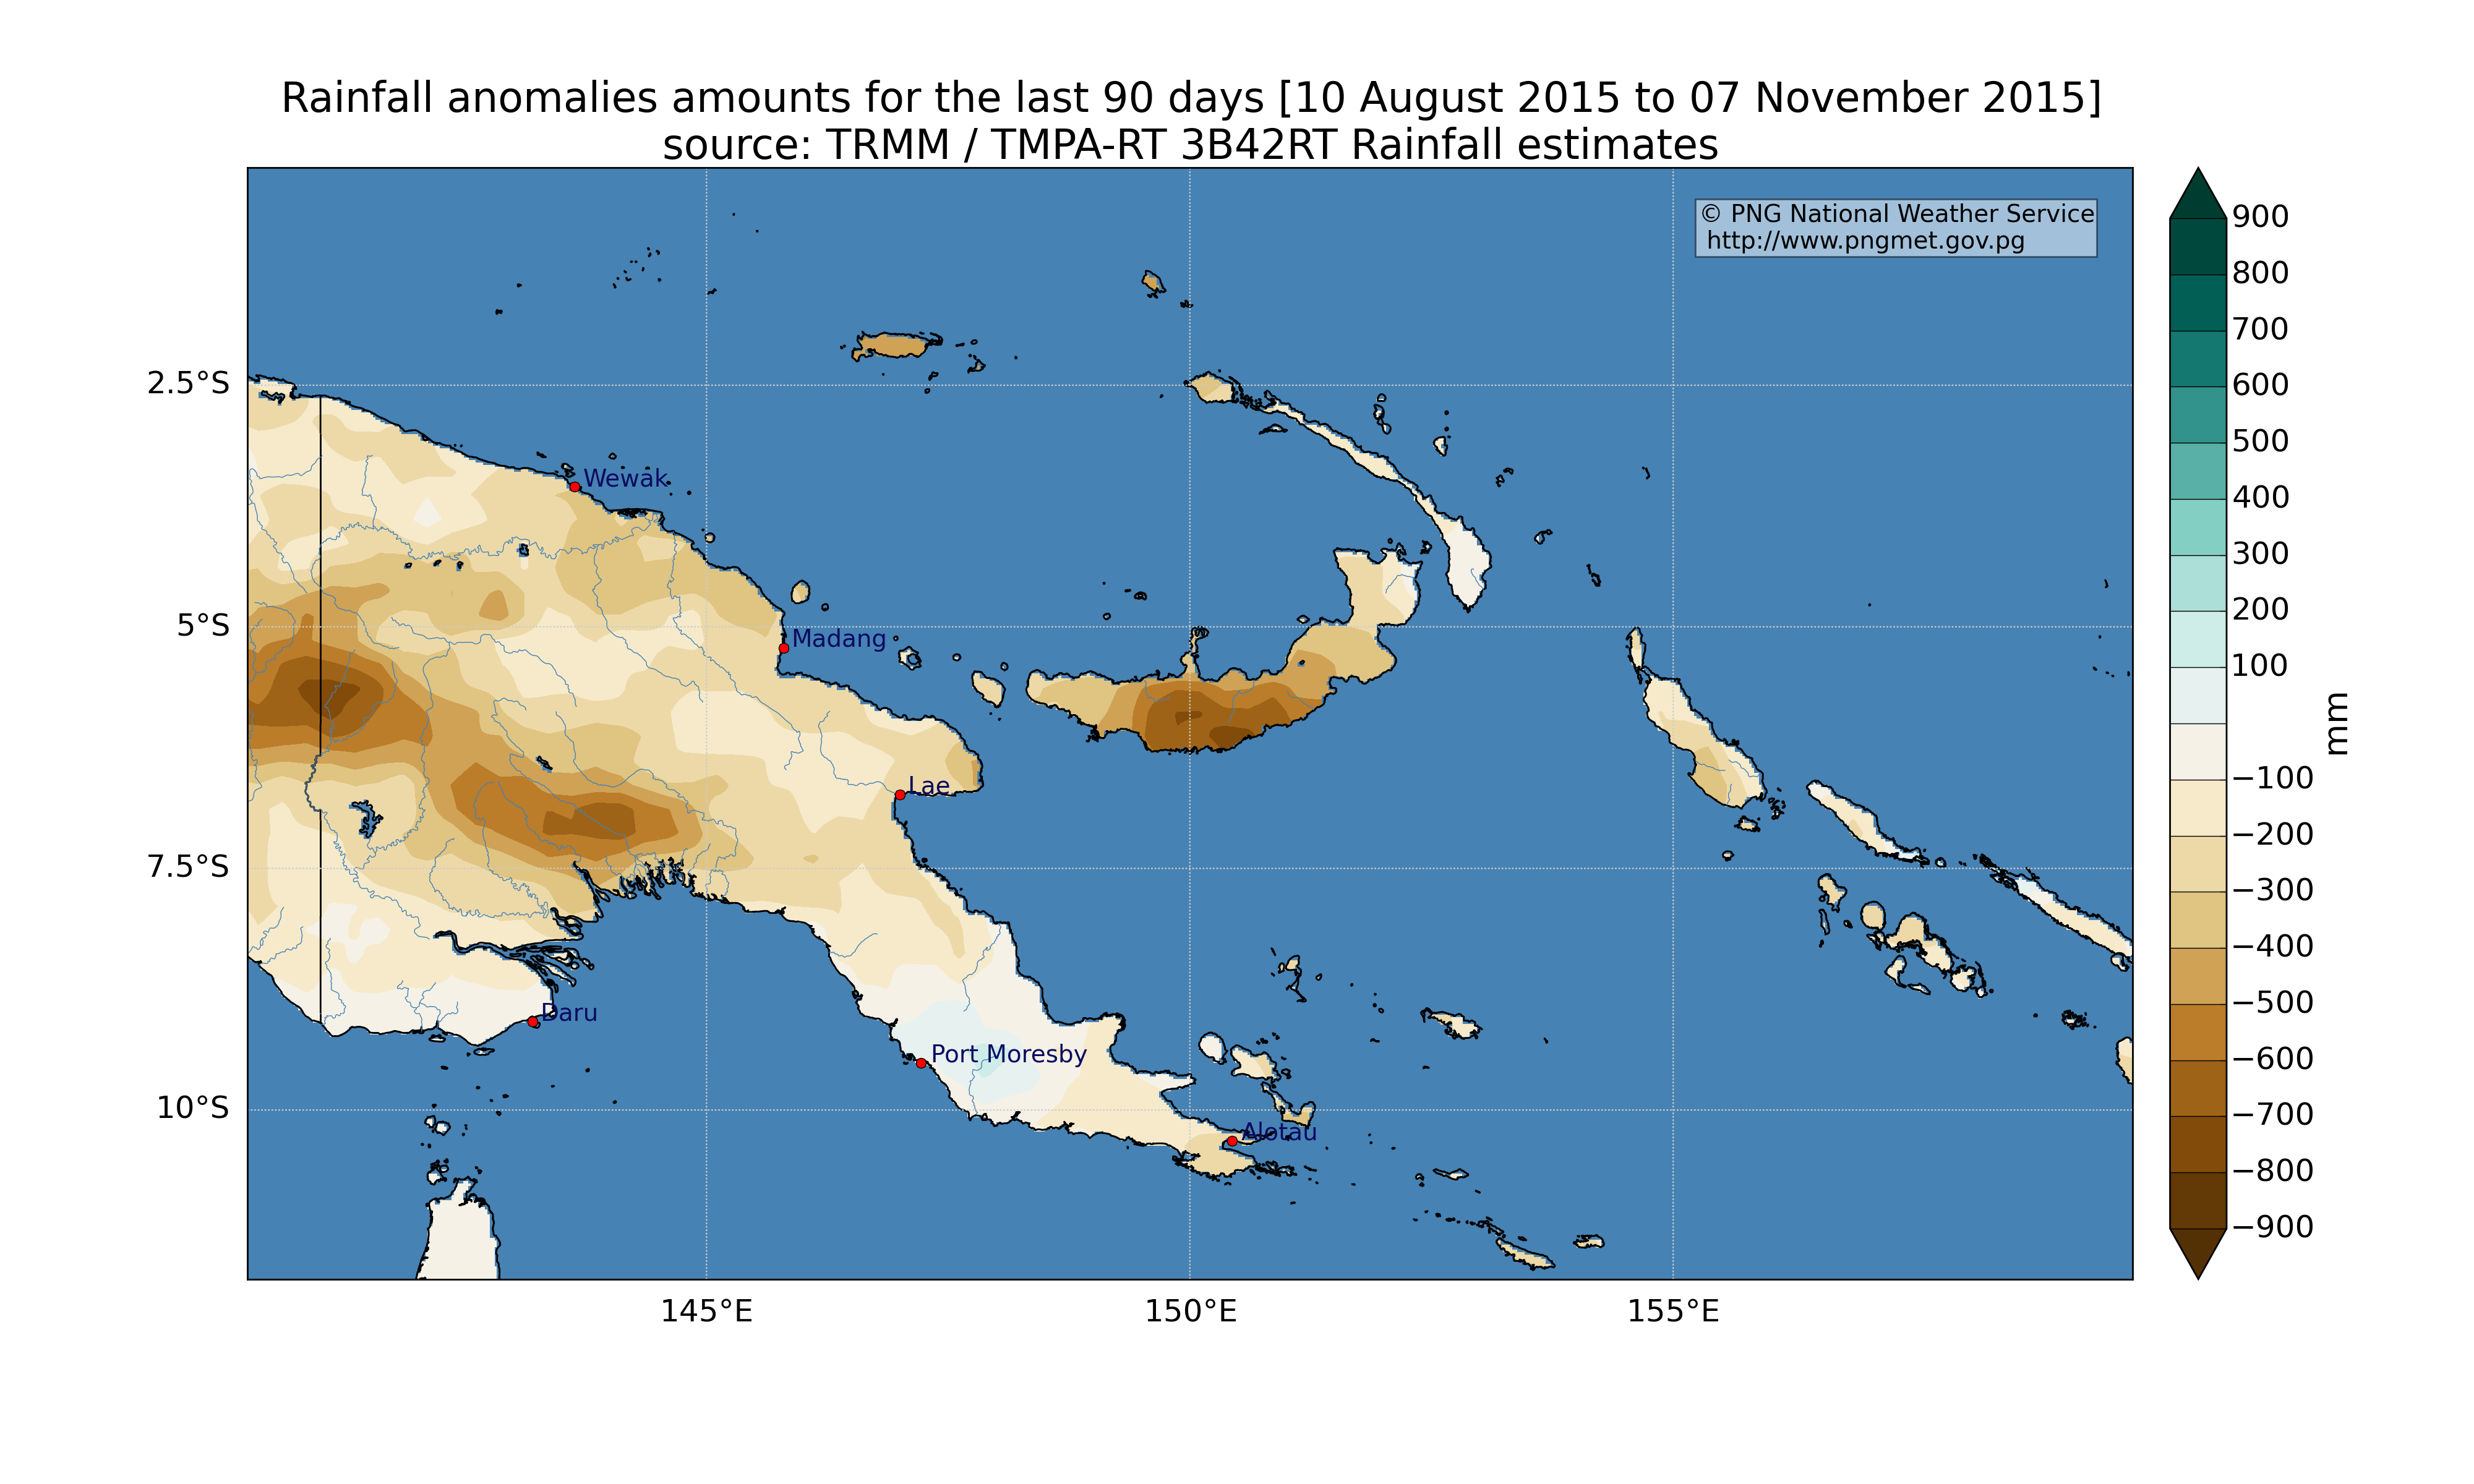 Rainfall anomalies amounts for the last 90 days [10 August 2015 to 07 November 2015]
source: TRMM / TMPA-RT 3B42RT Rainfall estimates
© PNG National Weather Service
http://www.pngmet.gov.pg
2.5°S
5°S
7.5°S
10°S
145°E
150°E
155°E
Wewak
Madang
Lae
Daru
Port Moresby
Alotau
900
800
700
600
500
400
300
200
100
−100
−200
−300
−400
−500
−600
−700
−800
−900
mm